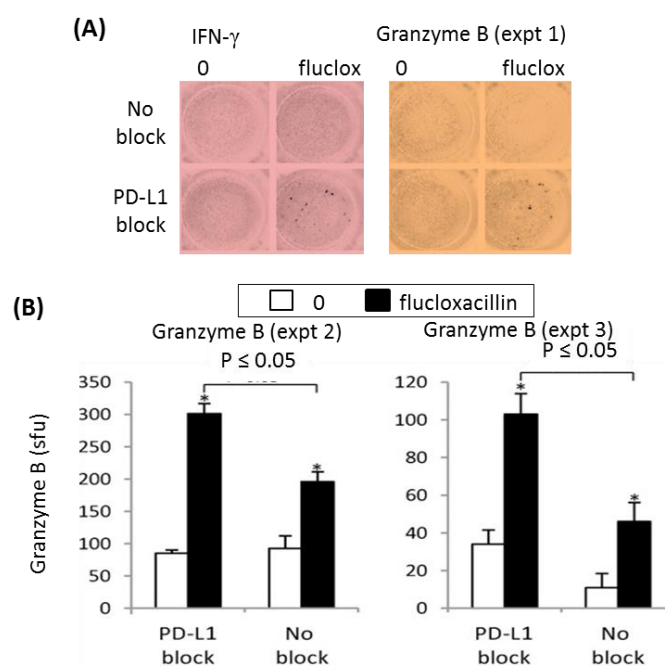 (A)
IFN-γ
Granzyme B (expt 1)
0 fluclox
0 fluclox
No
block
PD-L1
block
(B)
0 flucloxacillin
Granzyme B (expt 2)
P ≤ 0.05
Granzyme B (expt 3)
P ≤ 0.05
Granzyme B (sfu)
350
300
250
200
150
100
50
0
*
*
PD-L1
block
No
block
120
100
80
60
40
20
0
*
*
PD-L1
block
No
block